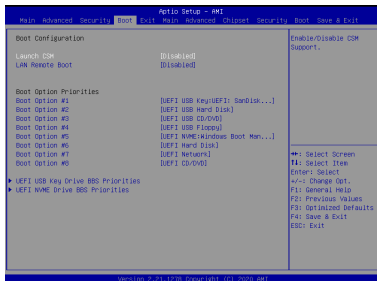 Aptio Setup – AMI
Main Advanced Security Boot Exit Main Advanced Chipset Security Boot Save & Exit
Boot Configuration
Launch CSM [Disabled]
LAN Remote Boot [Disabled]
Boot Option Priorities
Boot Option #1 [UEFI USB Key:UEFI: SanDisk...]
Boot Option #2 [UEFI USB Hard Disk]
Boot Option #3 [UEFI USB CD/DVD]
Boot Option #4 [UEFI USB Floppy]
Boot Option #5 [UEFI NVME:Windows Boot Man...]
Boot Option #6 [UEFI Hard Disk]
Boot Option #7 [UEFI Network]
Boot Option #8 [UEFI CD/DVD]
UEFI USB Key Drive BBS Priorities
UEFI NVME Drive BBS Priorities
Enable/Disable CSM
Support.
→←: Select Screen
↑↓: Select Item
Enter: Select
+/-: Change Opt.
F1: General Help
F2: Previous Values
F3: Optimized Defaults
F4: Save & Exit
ESC: Exit
Version 2.21.1278 Copyright (C) 2020 AMI